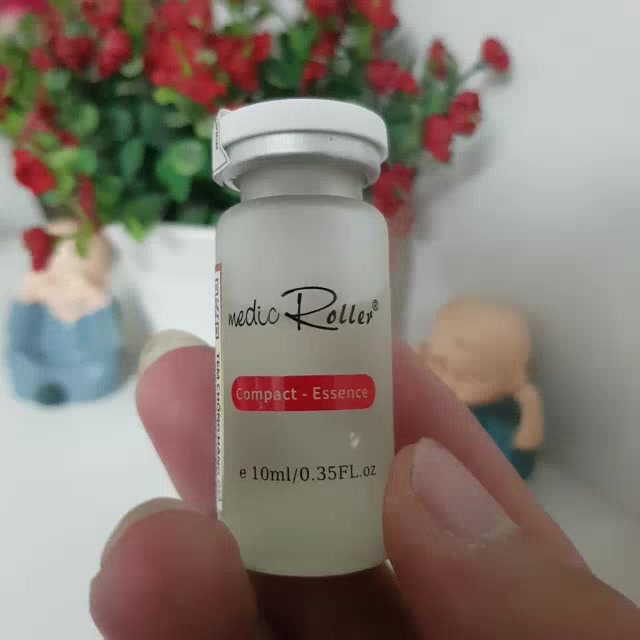 medic Roller®
Compact - Essence
e 10ml/0.35FL.oz